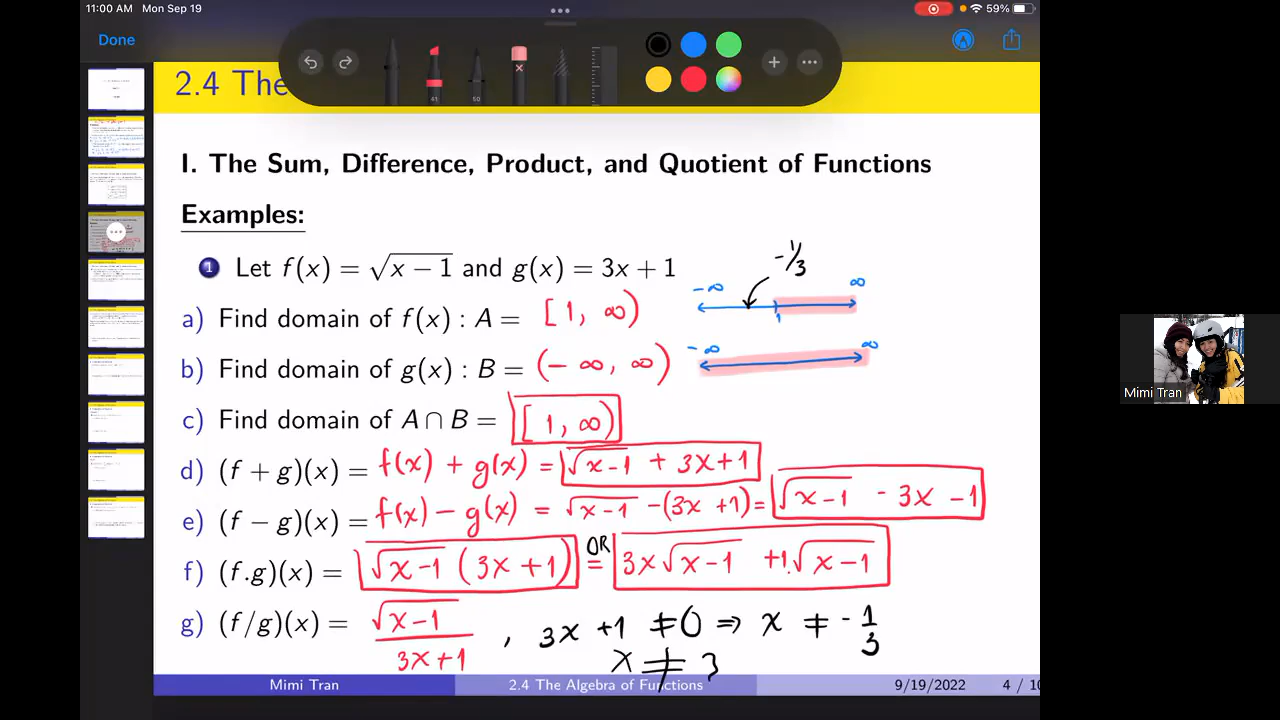 11:00 AM Mon Sep 19
59%
Done
41
50
2.4 The
I. The Sum, Difference, Product, and Quotient of Functions
Examples:
1 Let f(x) = √(x − 1) and g(x) = 3x + 1
-1/3
-∞ ∞
1
a) Find domain of f(x) : A = [1, ∞)
-∞ ∞
b) Find domain of g(x) : B = (-∞, ∞)
c) Find domain of A ∩ B = [1, ∞)
d) (f + g)(x) = f(x) + g(x) = √(x-1) + 3x+1
e) (f − g)(x) = f(x) - g(x) = √(x-1) -(3x+1) = √(x-1) - 3x -1
f) (f.g)(x) = √(x-1) (3x+1) OR = 3x√(x-1) +1.√(x-1)
g) (f/g)(x) = √(x-1) / 3x+1 , 3x +1 ≠ 0 ⇒ x ≠ -1/3
x ≠ 3
Mimi Tran 2.4 The Algebra of Functions 9/19/2022 4 / 10
Mimi Tran